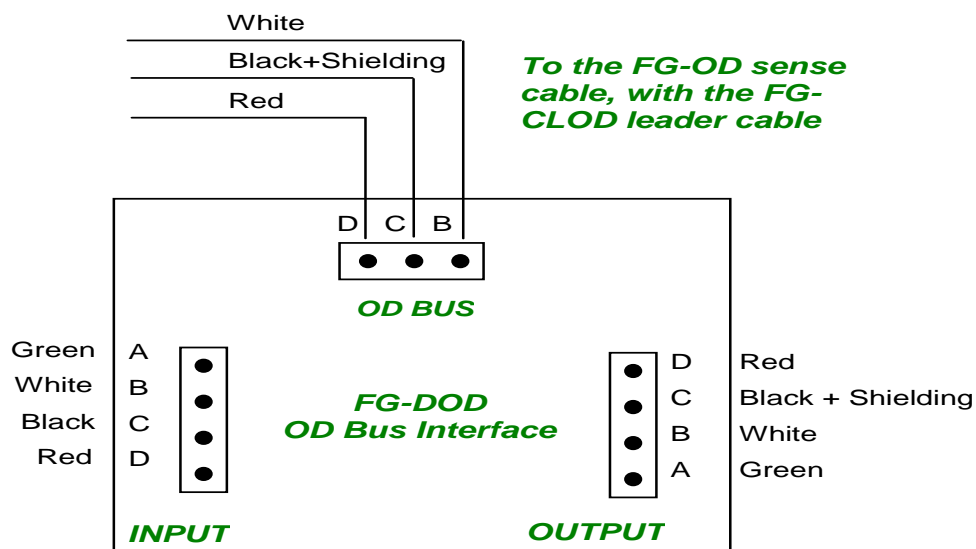 White
Black+Shielding
Red
To the FG-OD sense
cable, with the FG-
CLOD leader cable
D C B
OD BUS
Green A
White B
Black C
Red D
FG-DOD
OD Bus Interface
D Red
C Black + Shielding
B White
A Green
INPUT
OUTPUT